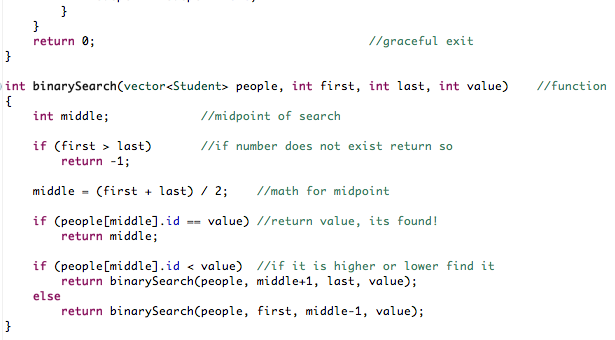 }
}
return 0; //graceful exit
}
int binarySearch(vector<Student> people, int first, int last, int value) //function
{
int middle; //midpoint of search
if (first > last) //if number does not exist return so
return -1;
middle = (first + last) / 2; //math for midpoint
if (people[middle].id == value) //return value, its found!
return middle;
if (people[middle].id < value) //if it is higher or lower find it
return binarySearch(people, middle+1, last, value);
else
return binarySearch(people, first, middle-1, value);
}